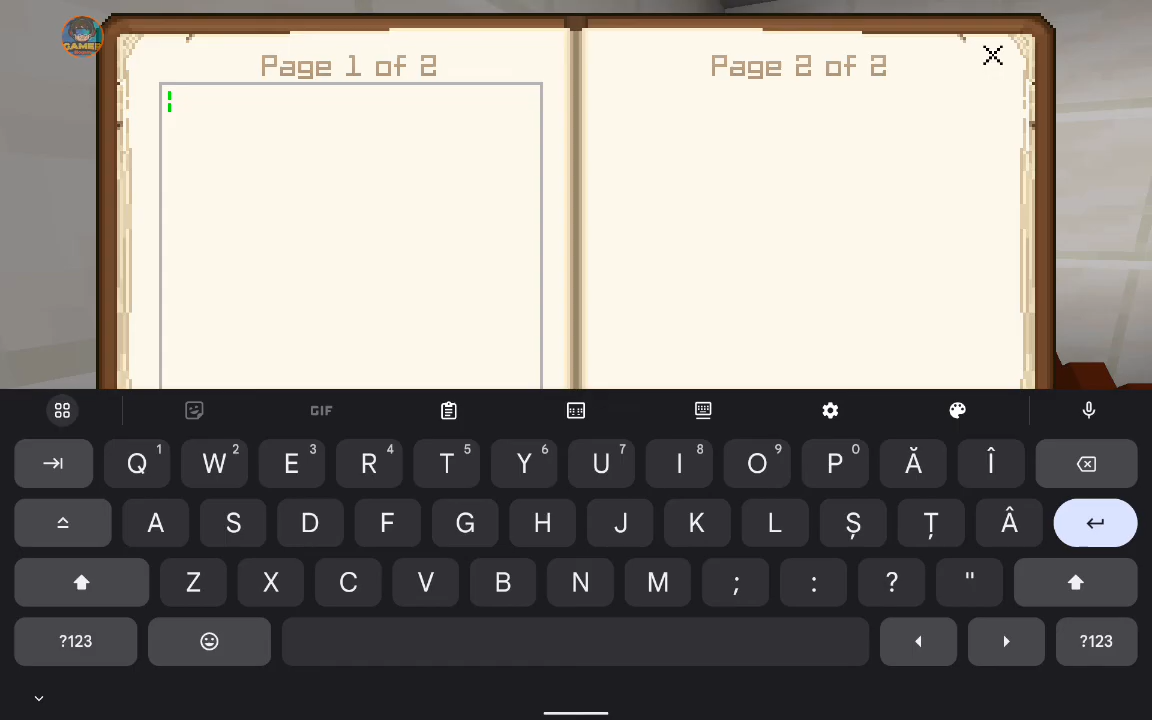 GAMER
Page 1 of 2
Page 2 of 2
GIF
Q 1 W 2 E 3 R 4 T 5 Y 6 U 7 I 8 O 9 P 0 Ă Î
A S D F G H J K L Ș Ț Â
Z X C V B N M ; : ? "
?123 ?123